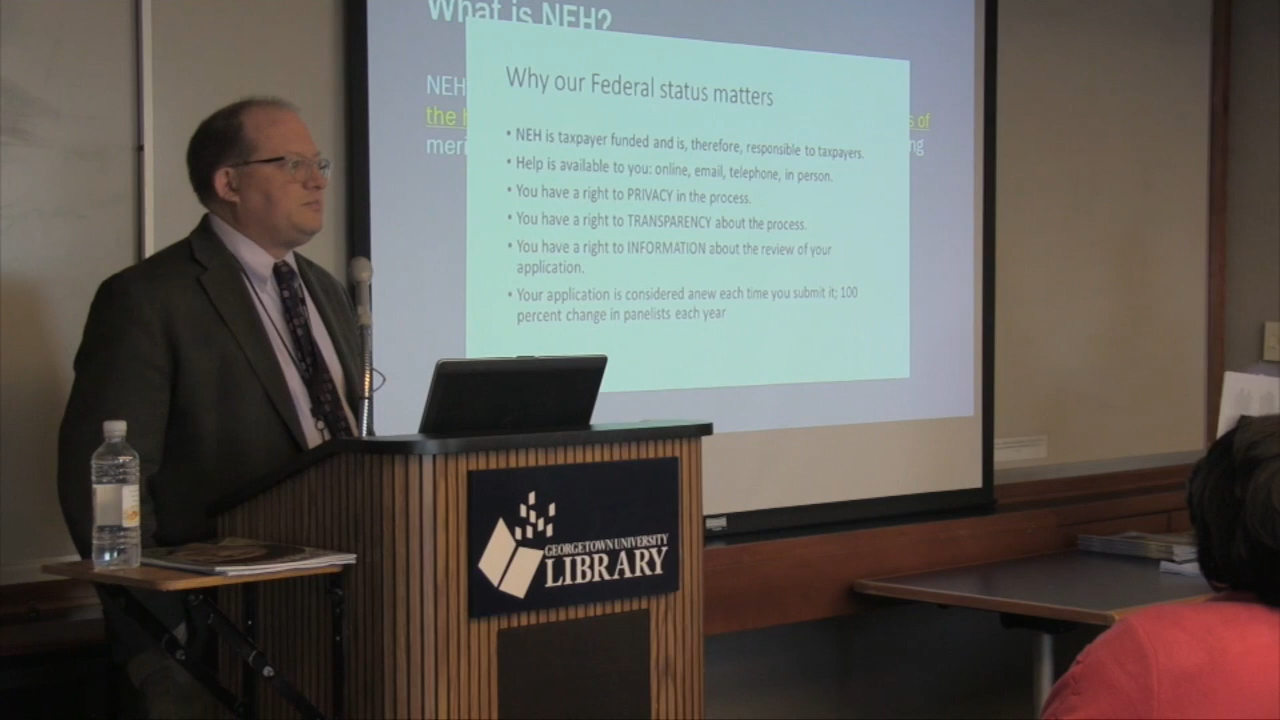 What is NEH?
NEH
the
s of
meri
ng
Why our Federal status matters
• NEH is taxpayer funded and is, therefore, responsible to taxpayers.
• Help is available to you: online, email, telephone, in person.
• You have a right to PRIVACY in the process.
• You have a right to TRANSPARENCY about the process.
• You have a right to INFORMATION about the review of your
application.
• Your application is considered anew each time you submit it; 100
percent change in panelists each year
GEORGETOWN UNIVERSITY
LIBRARY